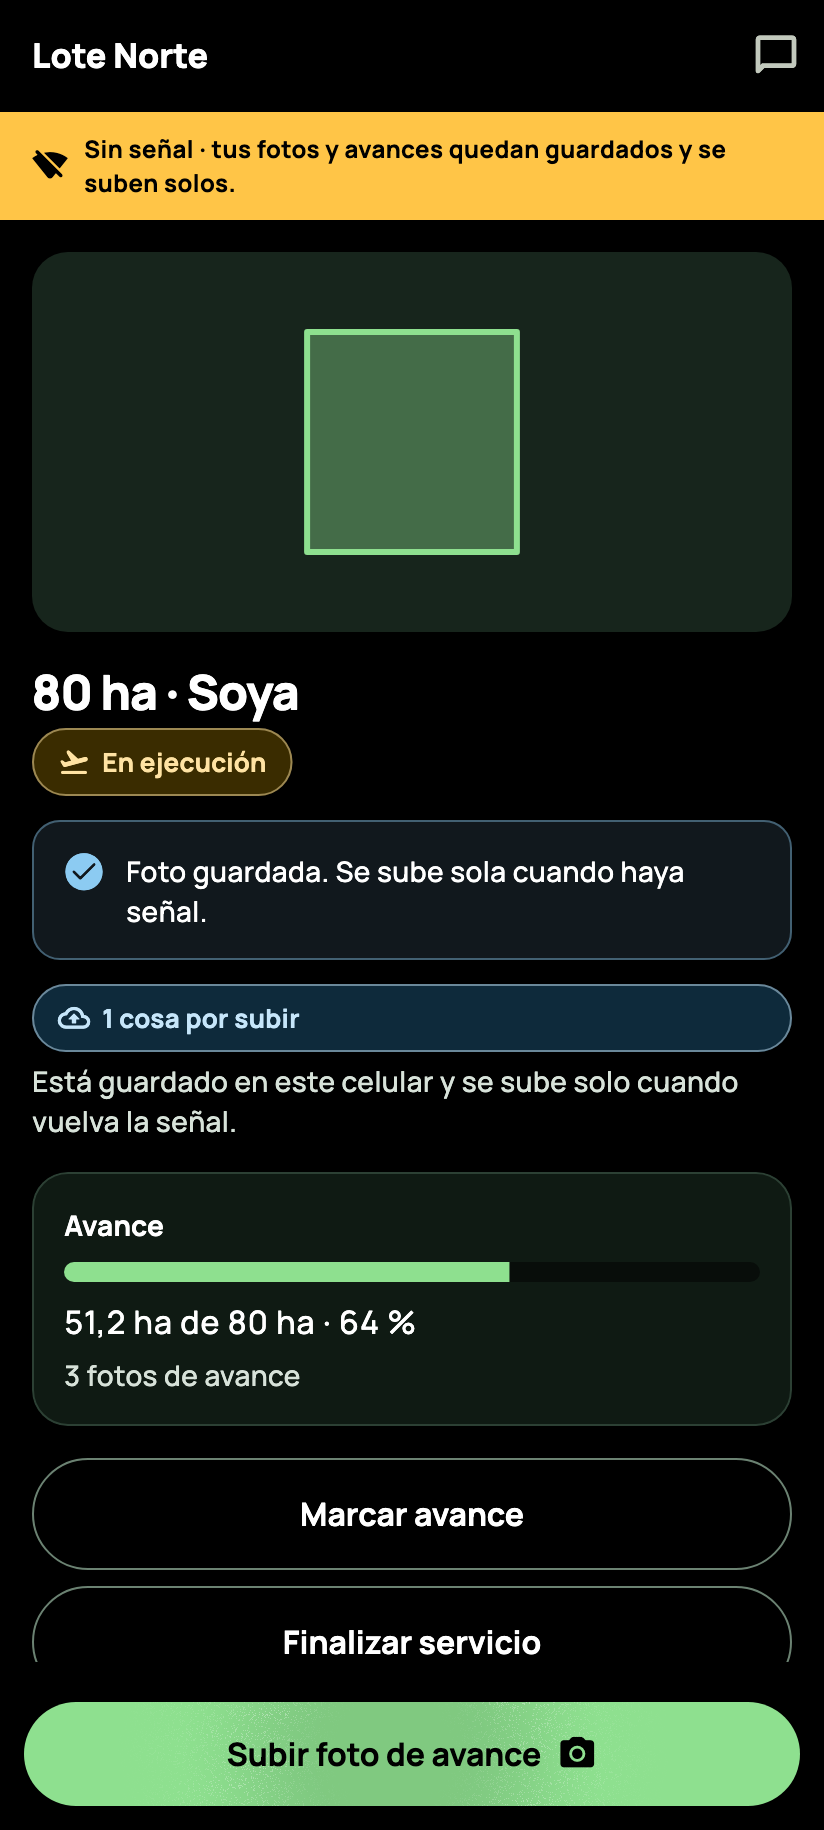 Lote Norte
Sin señal · tus fotos y avances quedan guardados y se
suben solos.
80 ha · Soya
En ejecución
Foto guardada. Se sube sola cuando haya
señal.
1 cosa por subir
Está guardado en este celular y se sube solo cuando
vuelva la señal.
Avance
51,2 ha de 80 ha · 64 %
3 fotos de avance
Marcar avance
Finalizar servicio
Subir foto de avance